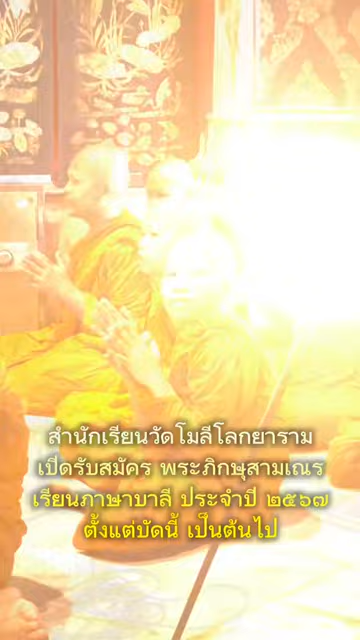 สำนักเรียนวัดโมลีโลกยาราม
เปิดรับสมัคร พระภิกษุสามเณร
เรียนภาษาบาลี ประจำปี ๒๕๖๗
ตั้งแต่บัดนี้ เป็นต้นไป